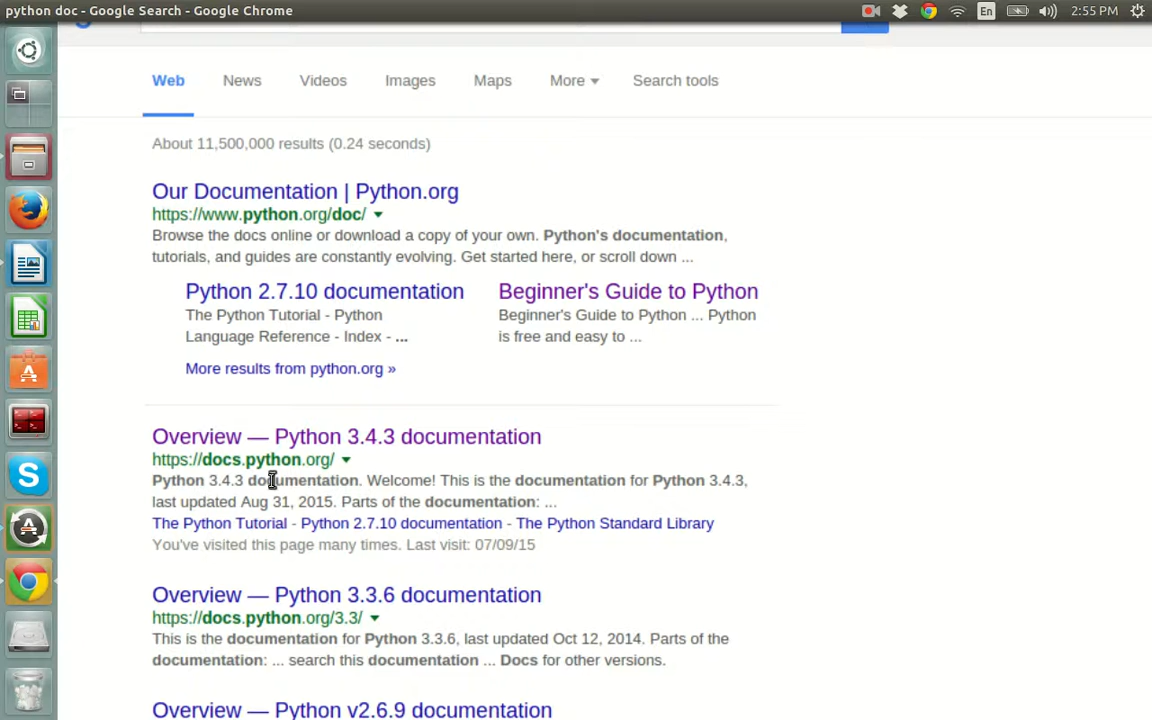 python doc - Google Search - Google Chrome
En
2:55 PM
Web News Videos Images Maps More Search tools
About 11,500,000 results (0.24 seconds)
Our Documentation | Python.org
https://www.python.org/doc/
Browse the docs online or download a copy of your own. Python's documentation,
tutorials, and guides are constantly evolving. Get started here, or scroll down ...
Python 2.7.10 documentation
The Python Tutorial - Python
Language Reference - Index - ...
Beginner's Guide to Python
Beginner's Guide to Python ... Python
is free and easy to ...
More results from python.org »
Overview — Python 3.4.3 documentation
https://docs.python.org/
Python 3.4.3 documentation. Welcome! This is the documentation for Python 3.4.3,
last updated Aug 31, 2015. Parts of the documentation: ...
The Python Tutorial - Python 2.7.10 documentation - The Python Standard Library
You've visited this page many times. Last visit: 07/09/15
Overview — Python 3.3.6 documentation
https://docs.python.org/3.3/
This is the documentation for Python 3.3.6, last updated Oct 12, 2014. Parts of the
documentation: ... search this documentation ... Docs for other versions.
Overview — Python v2.6.9 documentation